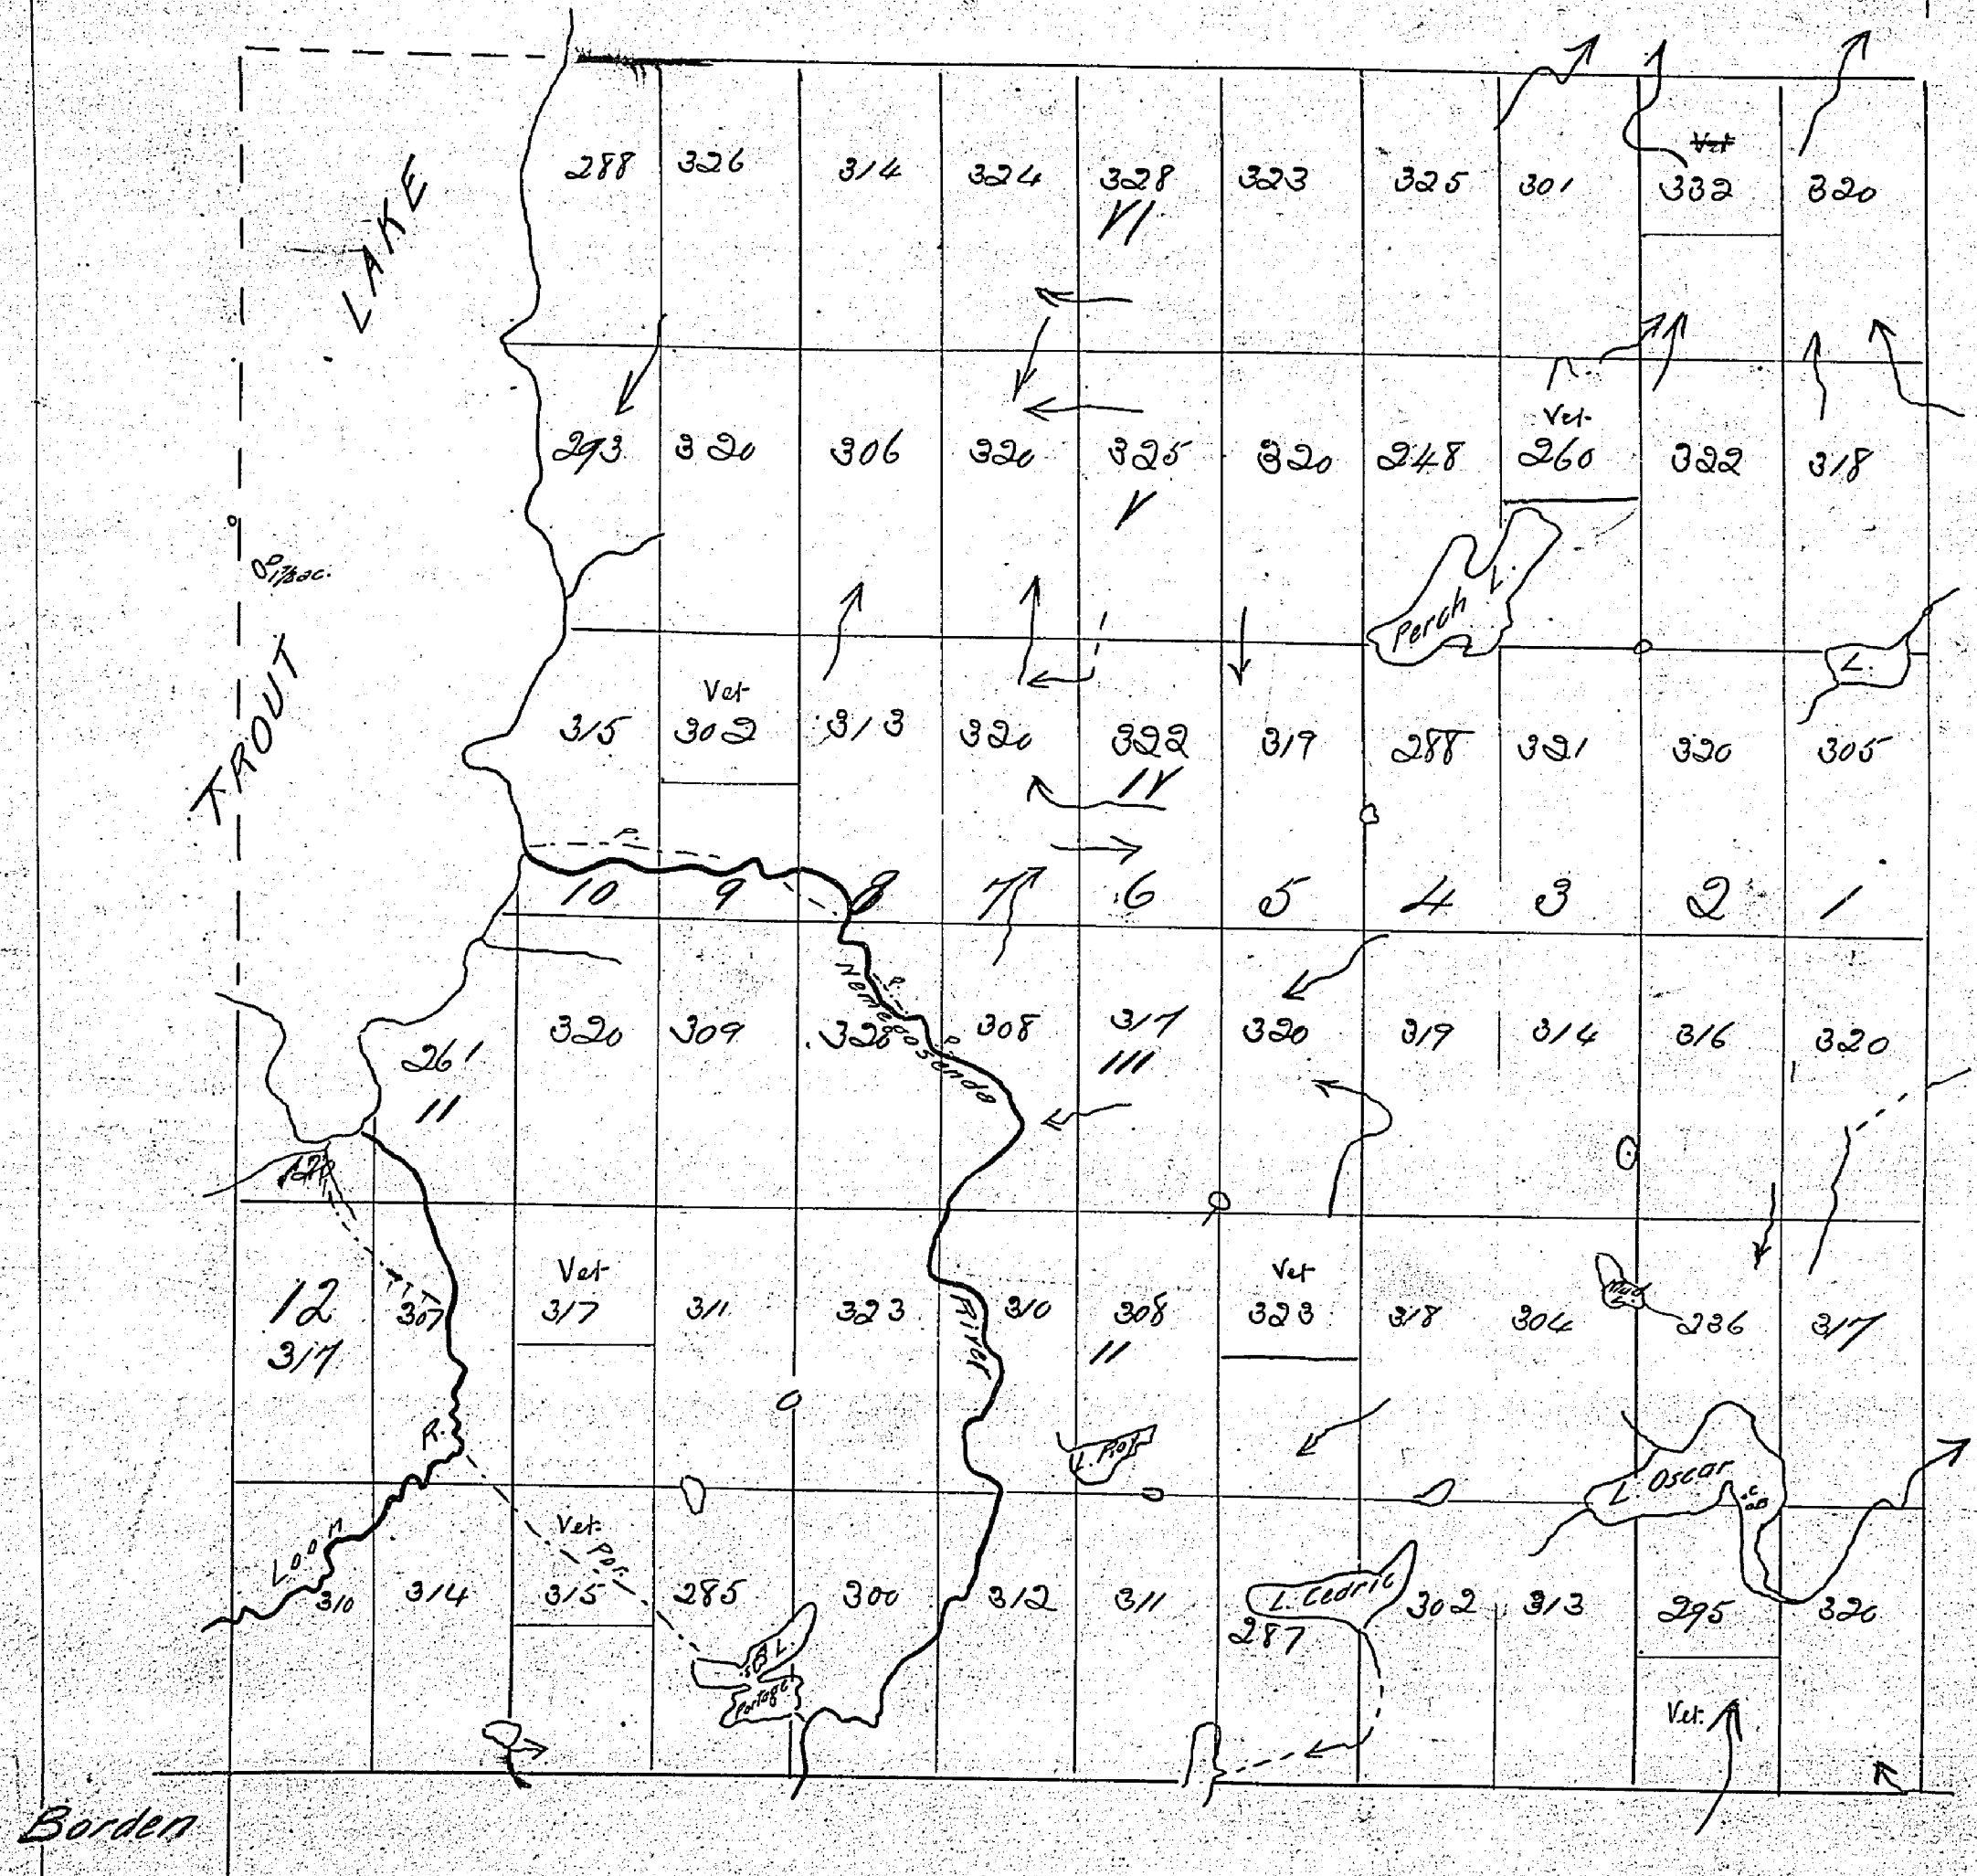 LAKE
TROUT
288 326 314 324 328 323 325 301 332 320
Vet
VI
293 320 306 320 325 320 248 260 322 318
Vet
V
Perch L.
L.
Vet
315 302 313 320 322 319 288 321 320 305
IV
P.
10 9 8 7 6 5 4 3 2 1
261 320 309 328 308 317 320 319 314 316 320
11
III
P.
P.
Nemegosenda
River
12
Vet
Vet
317 307 317 311 323 310 308 323 318 304 236 317
II
Mud L.
R.
L. Piot
L. Oscar
Loon
Vet
Por.
310 314 315 285 300 312 311 287 302 313 295 320
L. Cedric
B L.
Portage
Vet.
Borden